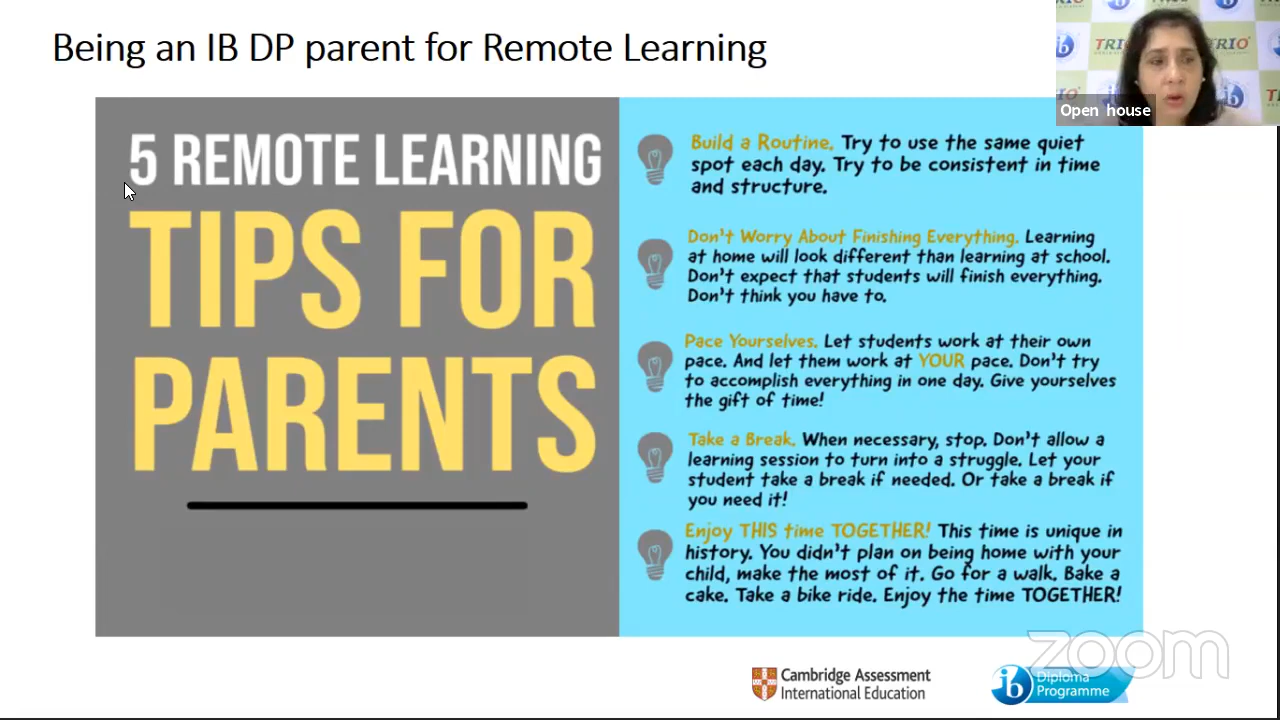 Being an IB DP parent for Remote Learning
5 REMOTE LEARNING
TIPS FOR
PARENTS
Build a Routine. Try to use the same quiet
spot each day. Try to be consistent in time
and structure.
Don't Worry About Finishing Everything. Learning
at home will look different than learning at school.
Don't expect that students will finish everything.
Don't think you have to.
Pace Yourselves. Let students work at their own
pace. And let them work at YOUR pace. Don't try
to accomplish everything in one day. Give yourselves
the gift of time!
Take a Break. When necessary, stop. Don't allow a
learning session to turn into a struggle. Let your
student take a break if needed. Or take a break if
you need it!
Enjoy THIS time TOGETHER! This time is unique in
history. You didn't plan on being home with your
child, make the most of it. Go for a walk. Bake a
cake. Take a bike ride. Enjoy the time TOGETHER!
TRIO
TRIO
Open house
Cambridge Assessment
International Education
ib
Diploma
Programme
zoom